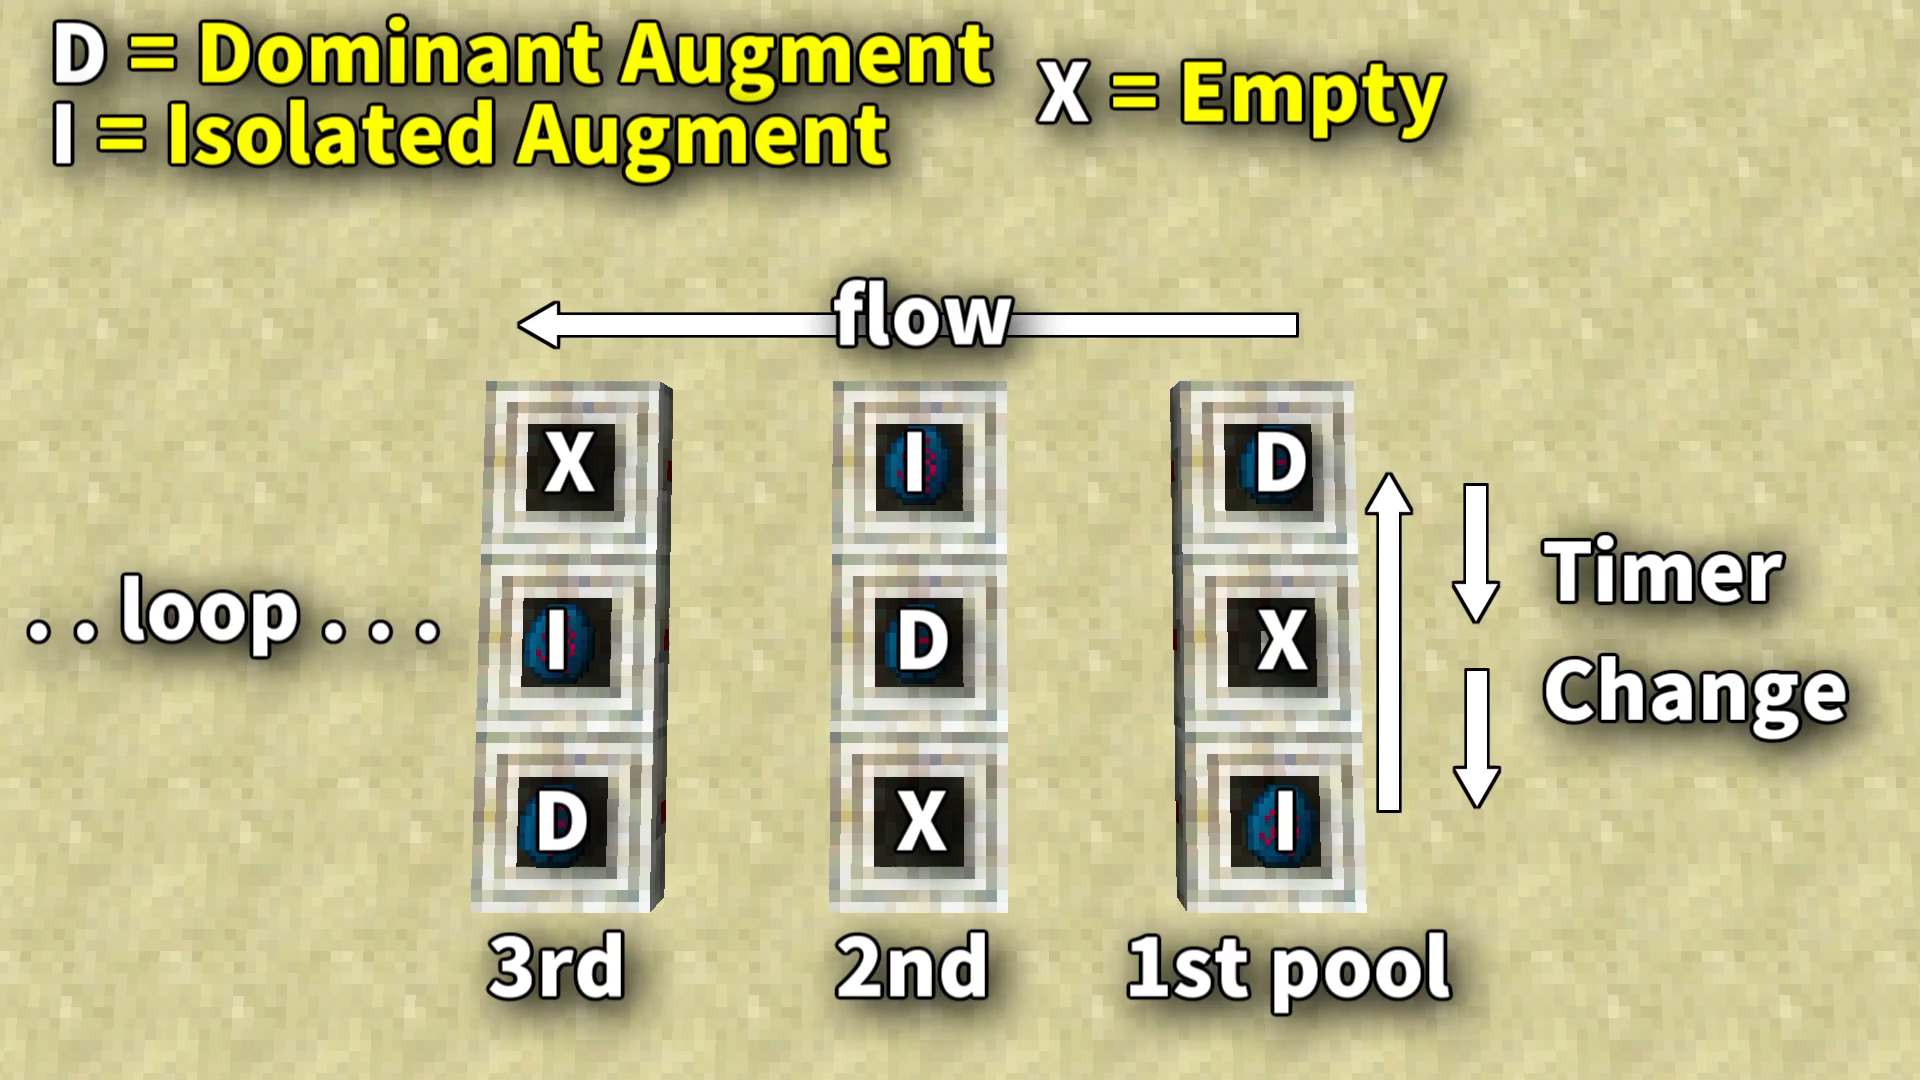 D = Dominant Augment
I = Isolated Augment
X = Empty
flow
X I D
I D X
D X I
. . loop . . .
Timer
Change
3rd 2nd 1st pool